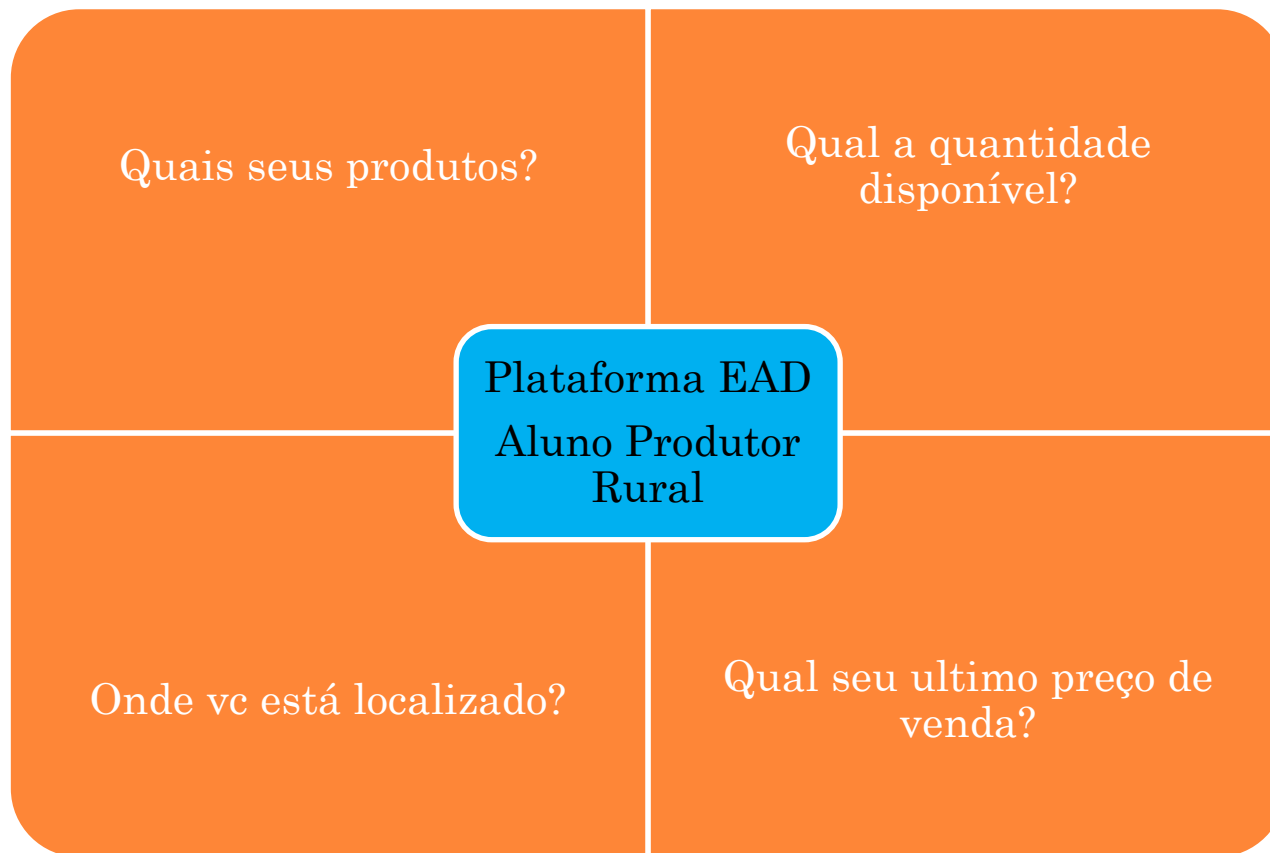 Quais seus produtos?
Qual a quantidade
disponível?
Plataforma EAD
Aluno Produtor
Rural
Onde vc está localizado?
Qual seu ultimo preço de
venda?